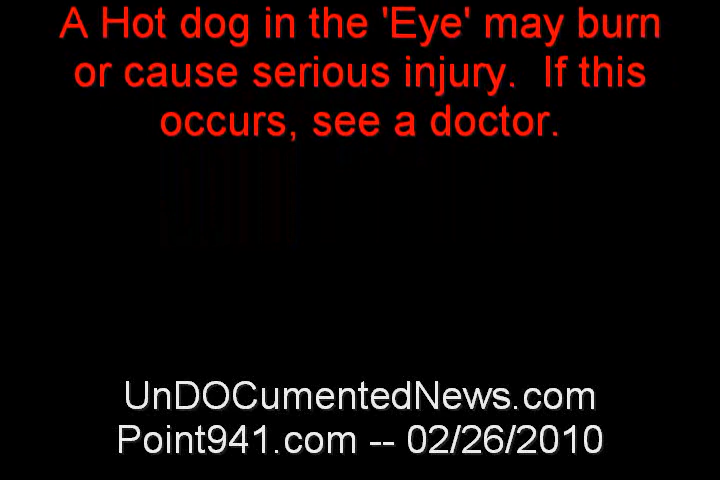 A Hot dog in the 'Eye' may burn
or cause serious injury.  If this
occurs, see a doctor.
UnDOCumentedNews.com
Point941.com -- 02/26/2010